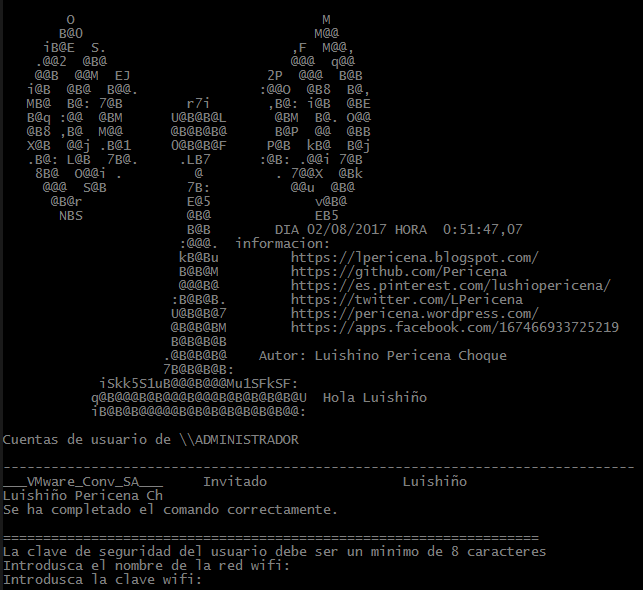 DIA 02/08/2017 HORA  0:51:47,07
informacion:
https://lpericena.blogspot.com/
https://github.com/Pericena
https://es.pinterest.com/lushiopericena/
https://twitter.com/LPericena
https://pericena.wordpress.com/
https://apps.facebook.com/167466933725219
Autor: Luishino Pericena Choque
Hola Luishiño
Cuentas de usuario de \\ADMINISTRADOR
-------------------------------------------------------------------------------
___VMware_Conv_SA___     Invitado                 Luishiño
Luishiño Pericena Ch
Se ha completado el comando correctamente.
===================================================================
La clave de seguridad del usuario debe ser un minimo de 8 caracteres
Introdusca el nombre de la red wifi:
Introdusca la clave wifi: